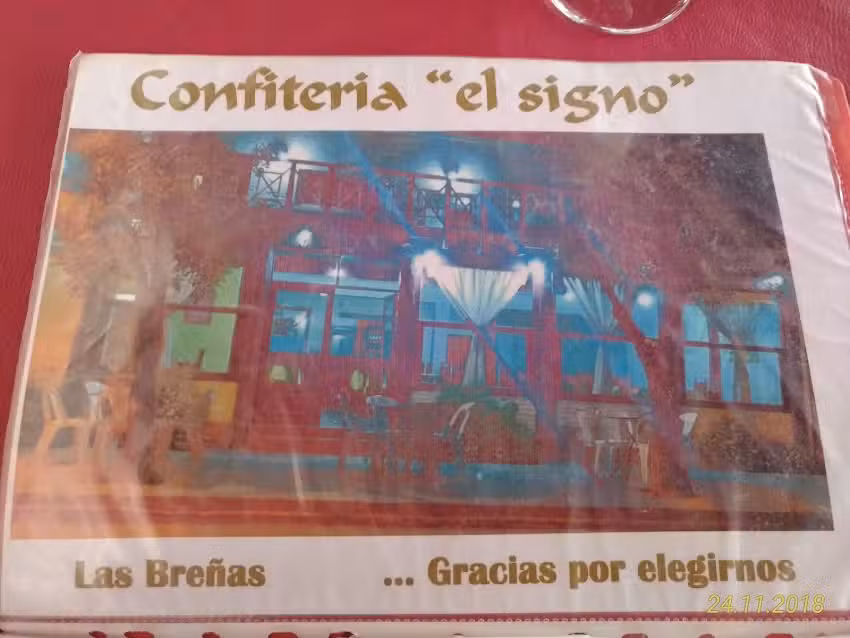 Confiteria “el signo”
Las Breñas ... Gracias por elegirnos
24.11.2018